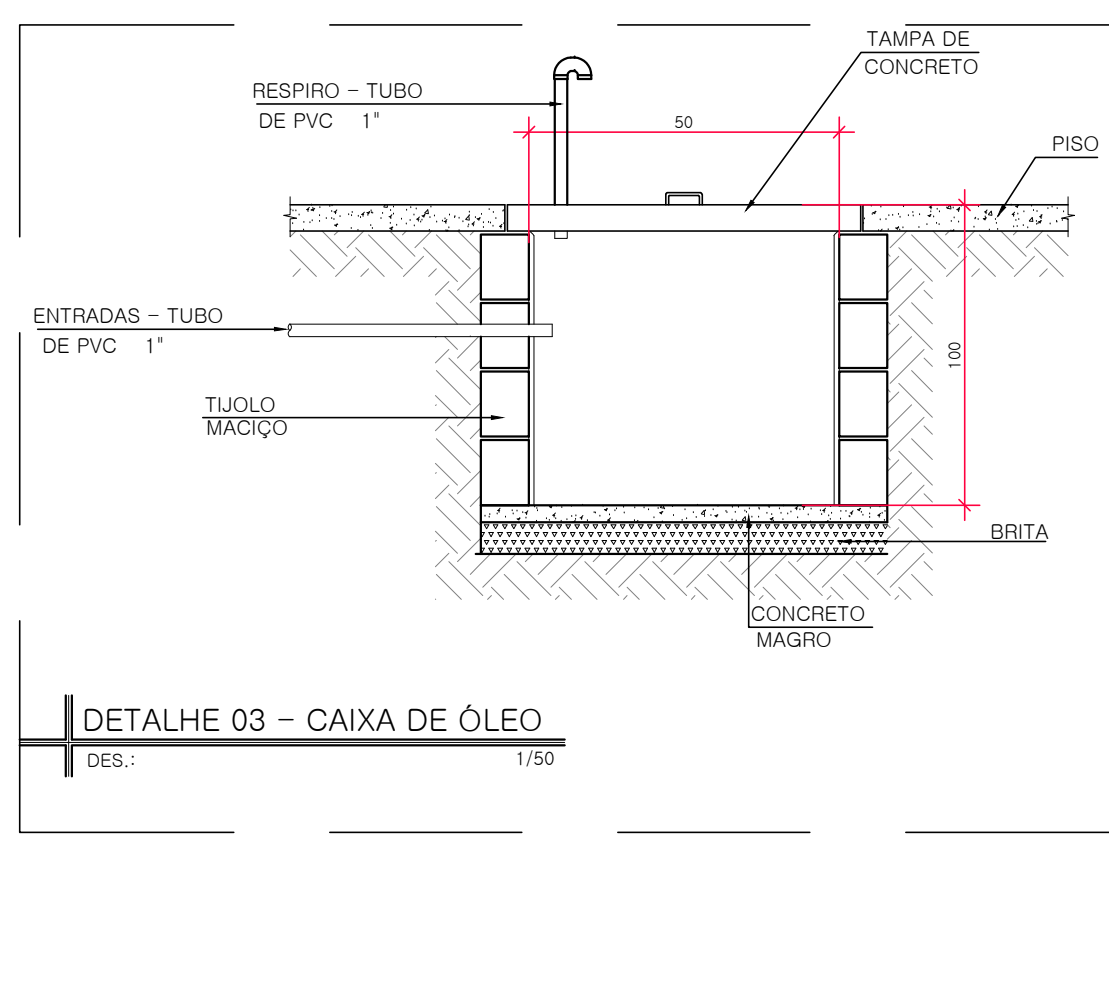 TAMPA DE
CONCRETO
RESPIRO - TUBO
DE PVC 1"
50
PISO
ENTRADAS - TUBO
DE PVC 1"
100
TIJOLO
MACIÇO
BRITA
CONCRETO
MAGRO
DETALHE 03 - CAIXA DE ÓLEO
DES.: 1/50